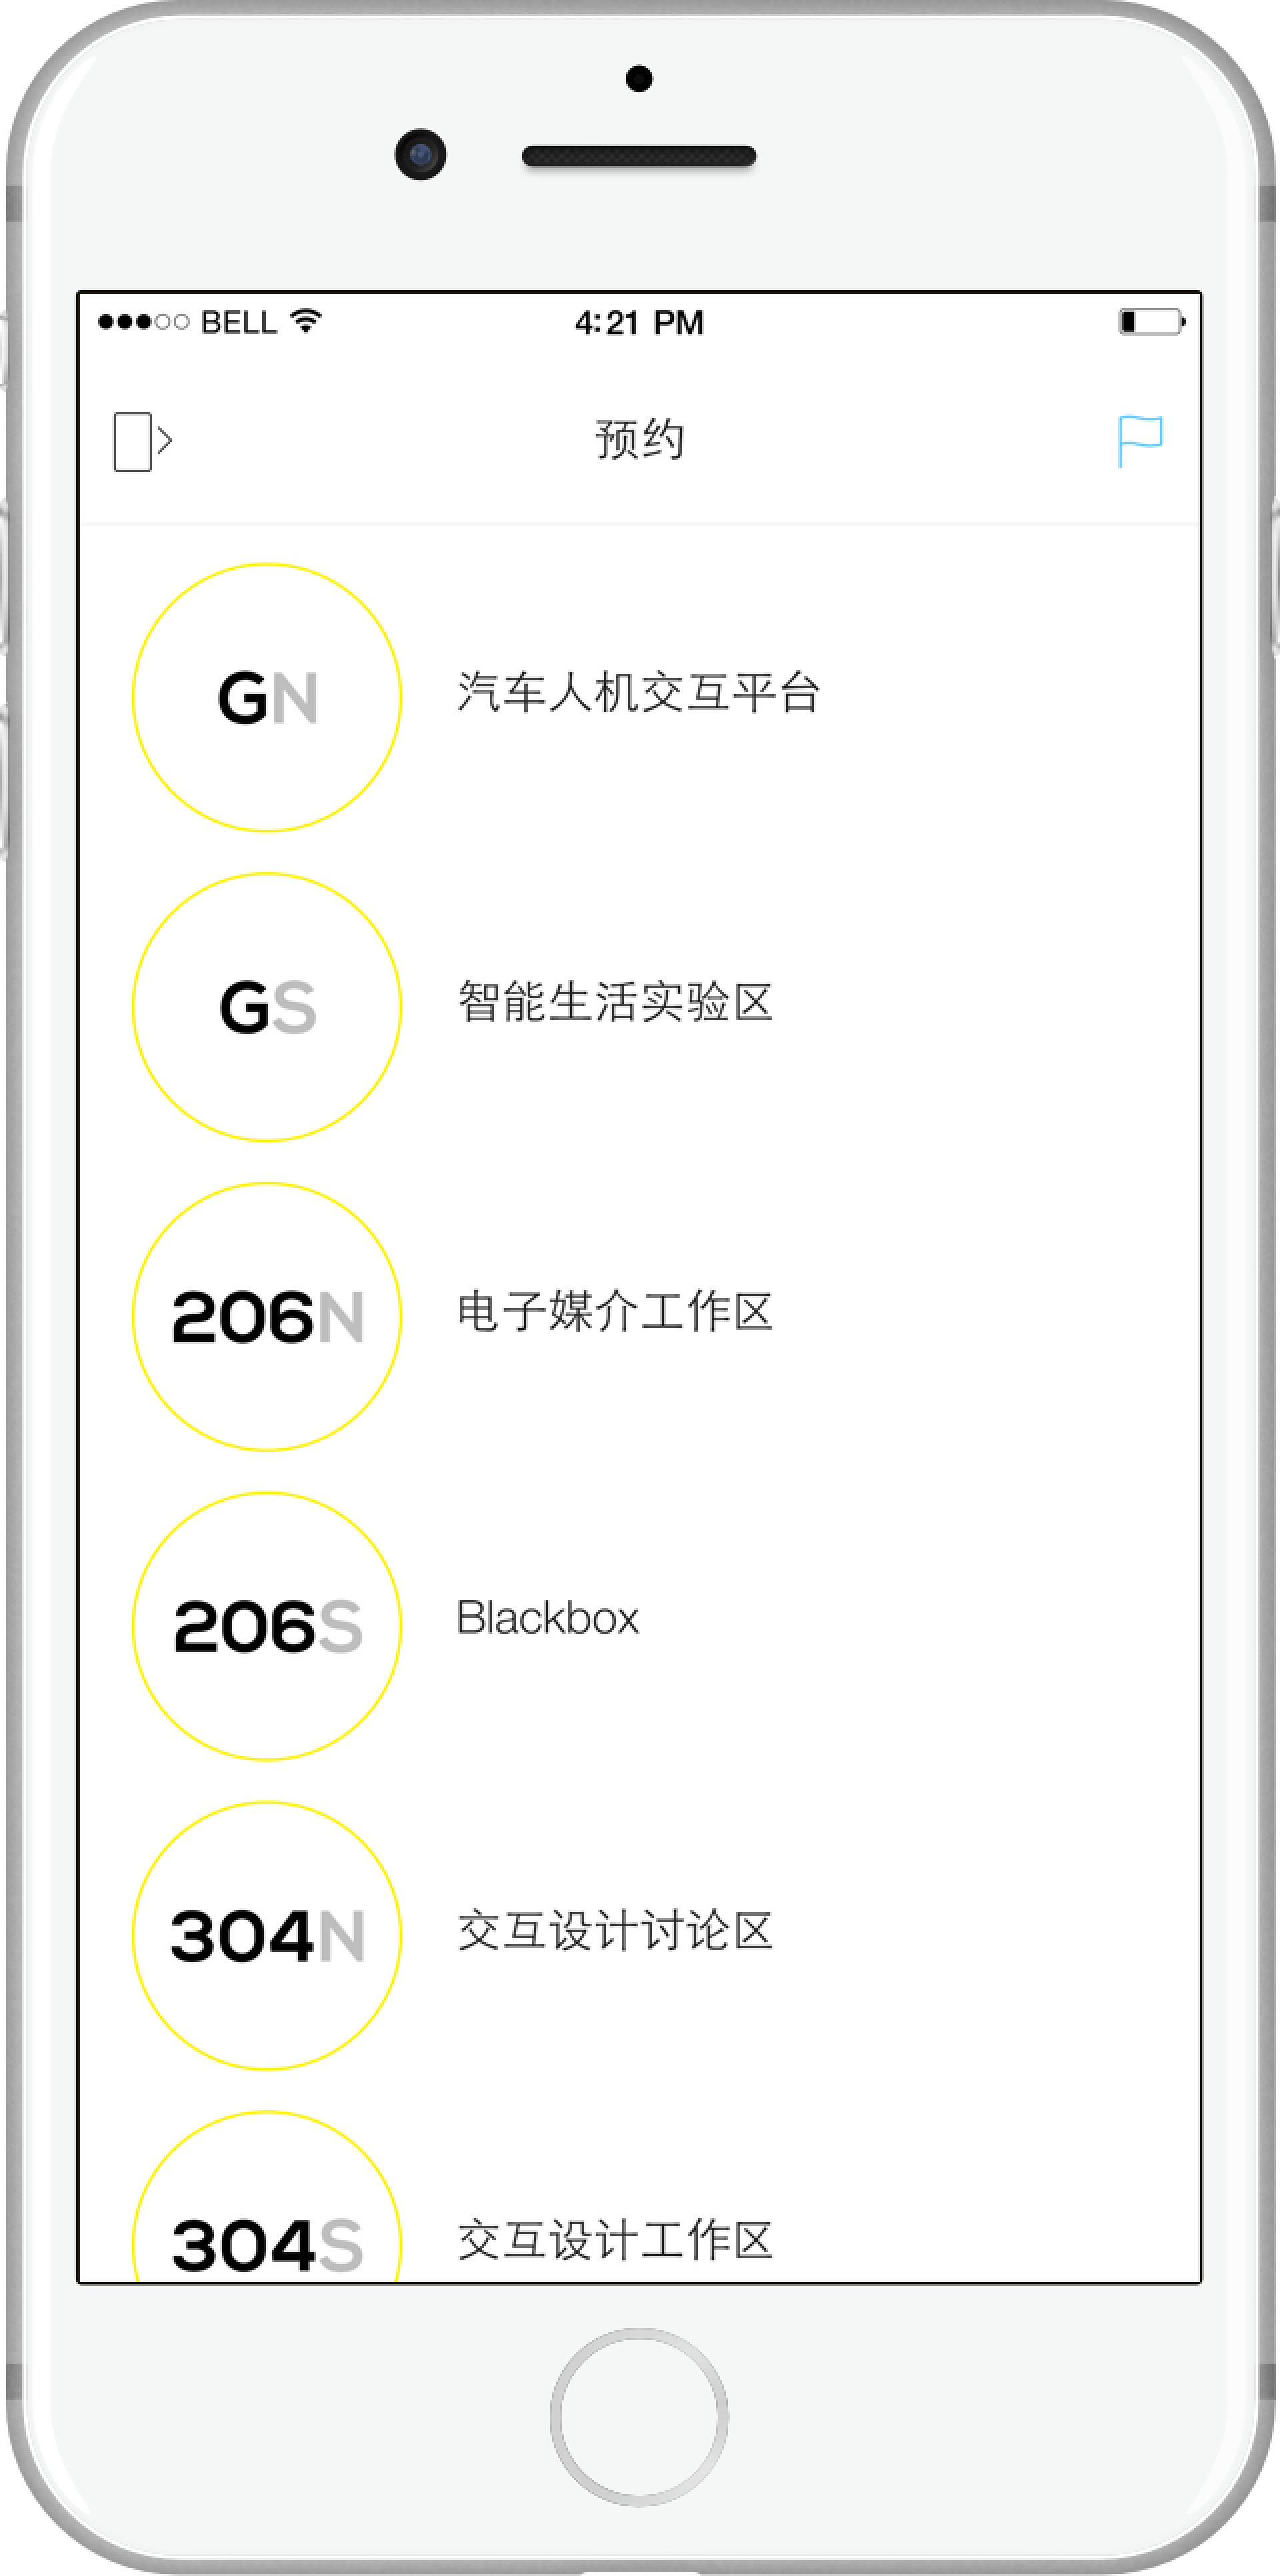 BELL 4:21 PM
预约
GN 汽车人机交互平台
GS 智能生活实验区
206N 电子媒介工作区
206S Blackbox
304N 交互设计讨论区
304S 交互设计工作区